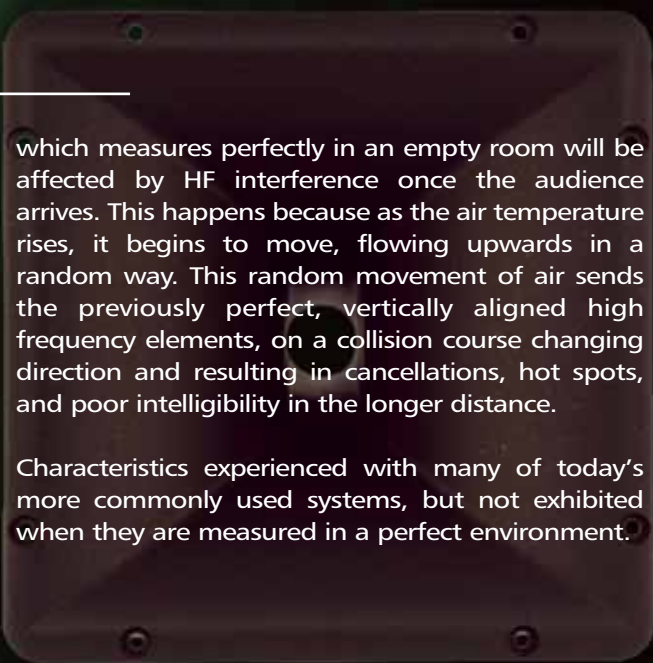 which measures perfectly in an empty room will be
affected by HF interference once the audience
arrives. This happens because as the air temperature
rises, it begins to move, flowing upwards in a
random way. This random movement of air sends
the previously perfect, vertically aligned high
frequency elements, on a collision course changing
direction and resulting in cancellations, hot spots,
and poor intelligibility in the longer distance.

Characteristics experienced with many of today's
more commonly used systems, but not exhibited
when they are measured in a perfect environment.